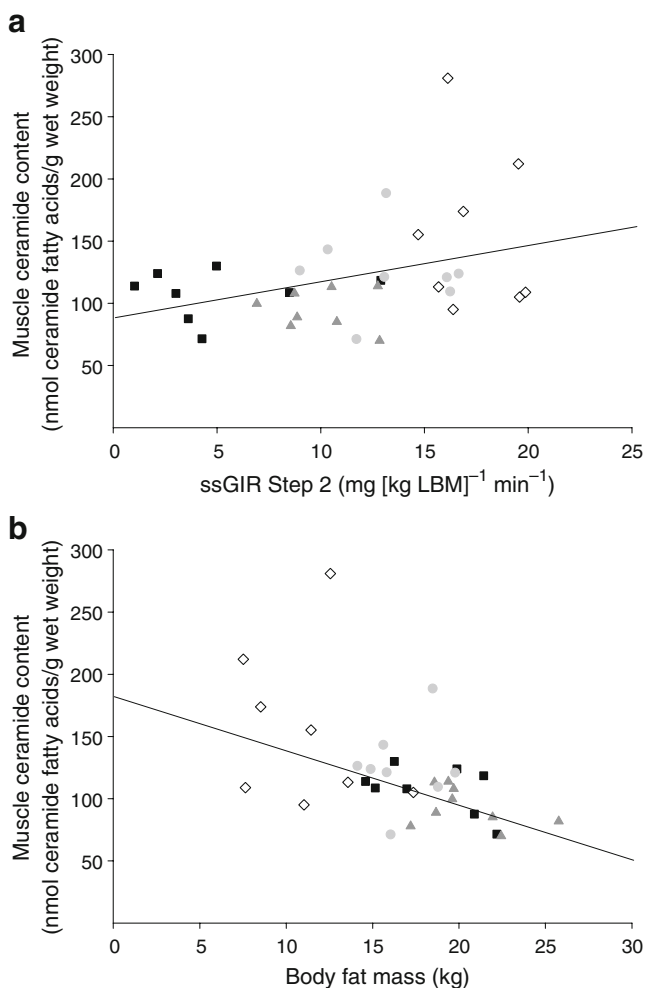 a
Muscle ceramide content
(nmol ceramide fatty acids/g wet weight)
300
250
200
150
100
50
0 5 10 15 20 25
ssGIR Step 2 (mg [kg LBM]⁻¹ min⁻¹)
b
Muscle ceramide content
(nmol ceramide fatty acids/g wet weight)
300
250
200
150
100
50
0 5 10 15 20 25 30
Body fat mass (kg)